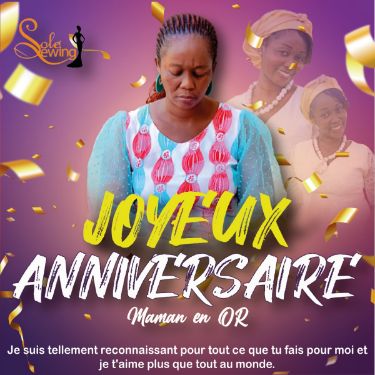 Sole
Sewing
JOYEUX
ANNIVERSAIRE
Maman en OR
Je suis tellement reconnaissant pour tout ce que tu fais pour moi et
je t'aime plus que tout au monde.